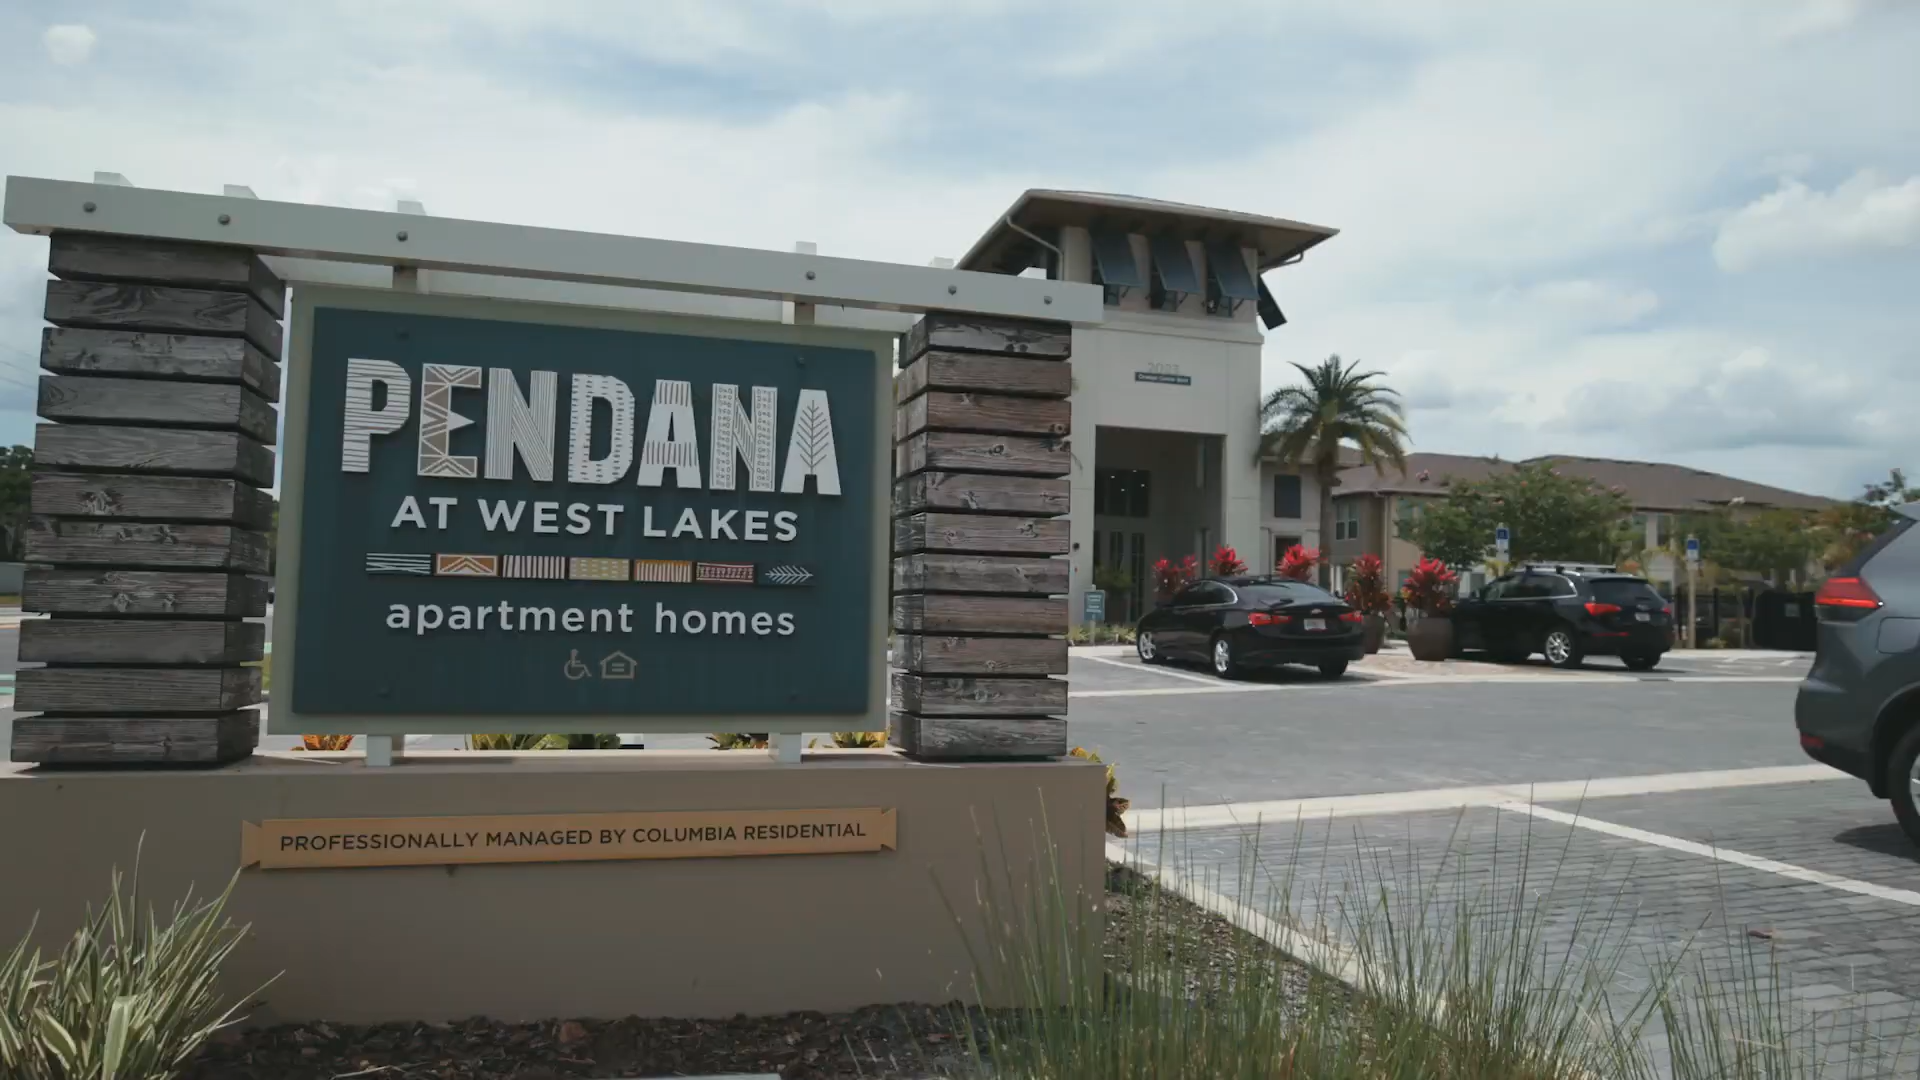 PENDANA
AT WEST LAKES
apartment homes
PROFESSIONALLY MANAGED BY COLUMBIA RESIDENTIAL